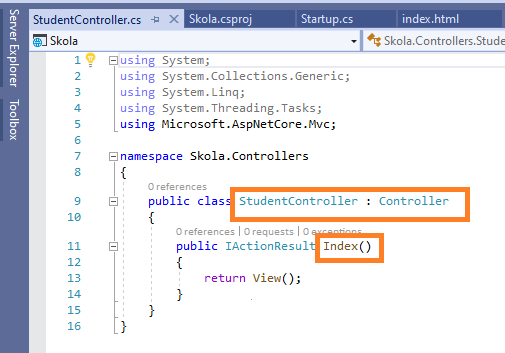 StudentController.cs Skola.csproj Startup.cs index.html
Skola Skola.Controllers.Stude
Server Explorer
Toolbox
1 using System;
2 using System.Collections.Generic;
3 using System.Linq;
4 using System.Threading.Tasks;
5 using Microsoft.AspNetCore.Mvc;
6
7 namespace Skola.Controllers
8 {
0 references
9 public class StudentController : Controller
10 {
0 references | 0 requests | 0 exceptions
11 public IActionResult Index()
12 {
13 return View();
14 }
15 }
16 }